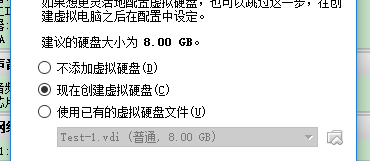 如果想更灵活地配置虚拟硬盘，也可以跳过这一步，在创
建虚拟电脑之后在配置中设定。
建议的硬盘大小为 8.00 GB。
不添加虚拟硬盘(D)
现在创建虚拟硬盘(C)
使用已有的虚拟硬盘文件(U)
Test-1.vdi (普通, 8.00 GB)